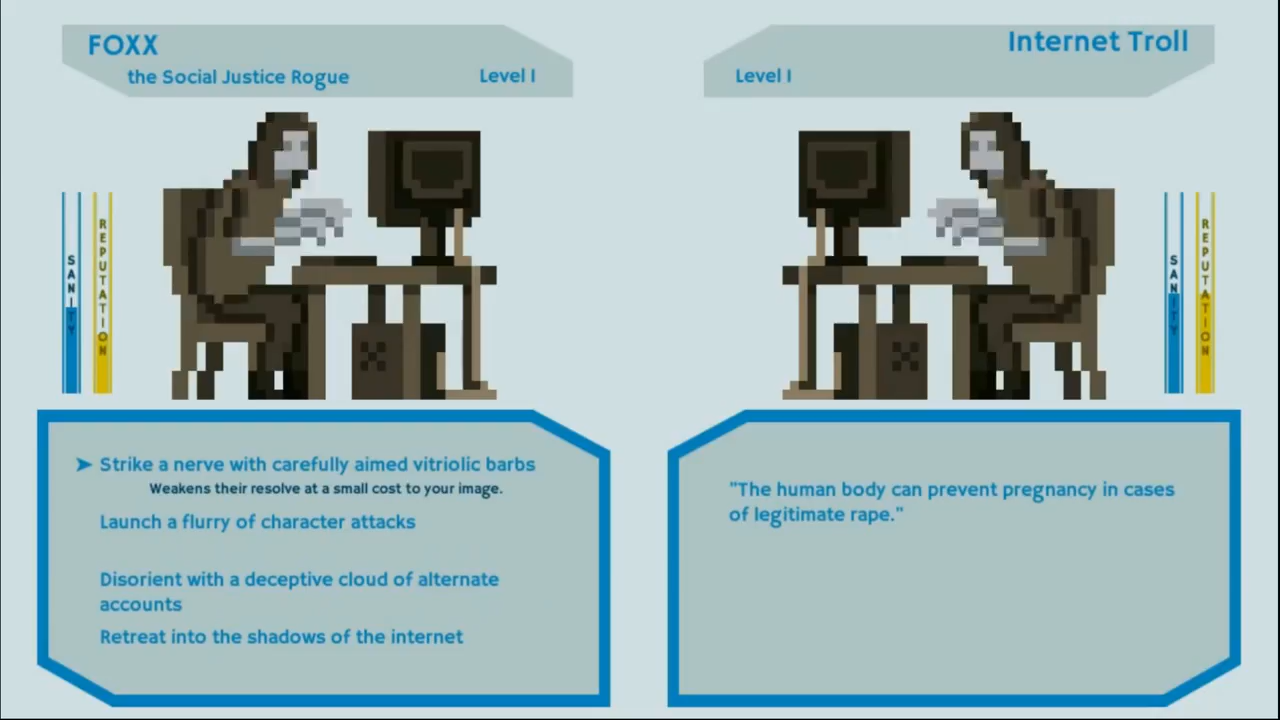 FOXX
the Social Justice Rogue
Level 1
Internet Troll
Level 1
SANITY
REPUTATION
SANITY
REPUTATION
➤ Strike a nerve with carefully aimed vitriolic barbs
Weakens their resolve at a small cost to your image.
Launch a flurry of character attacks
Disorient with a deceptive cloud of alternate
accounts
Retreat into the shadows of the internet
"The human body can prevent pregnancy in cases
of legitimate rape."